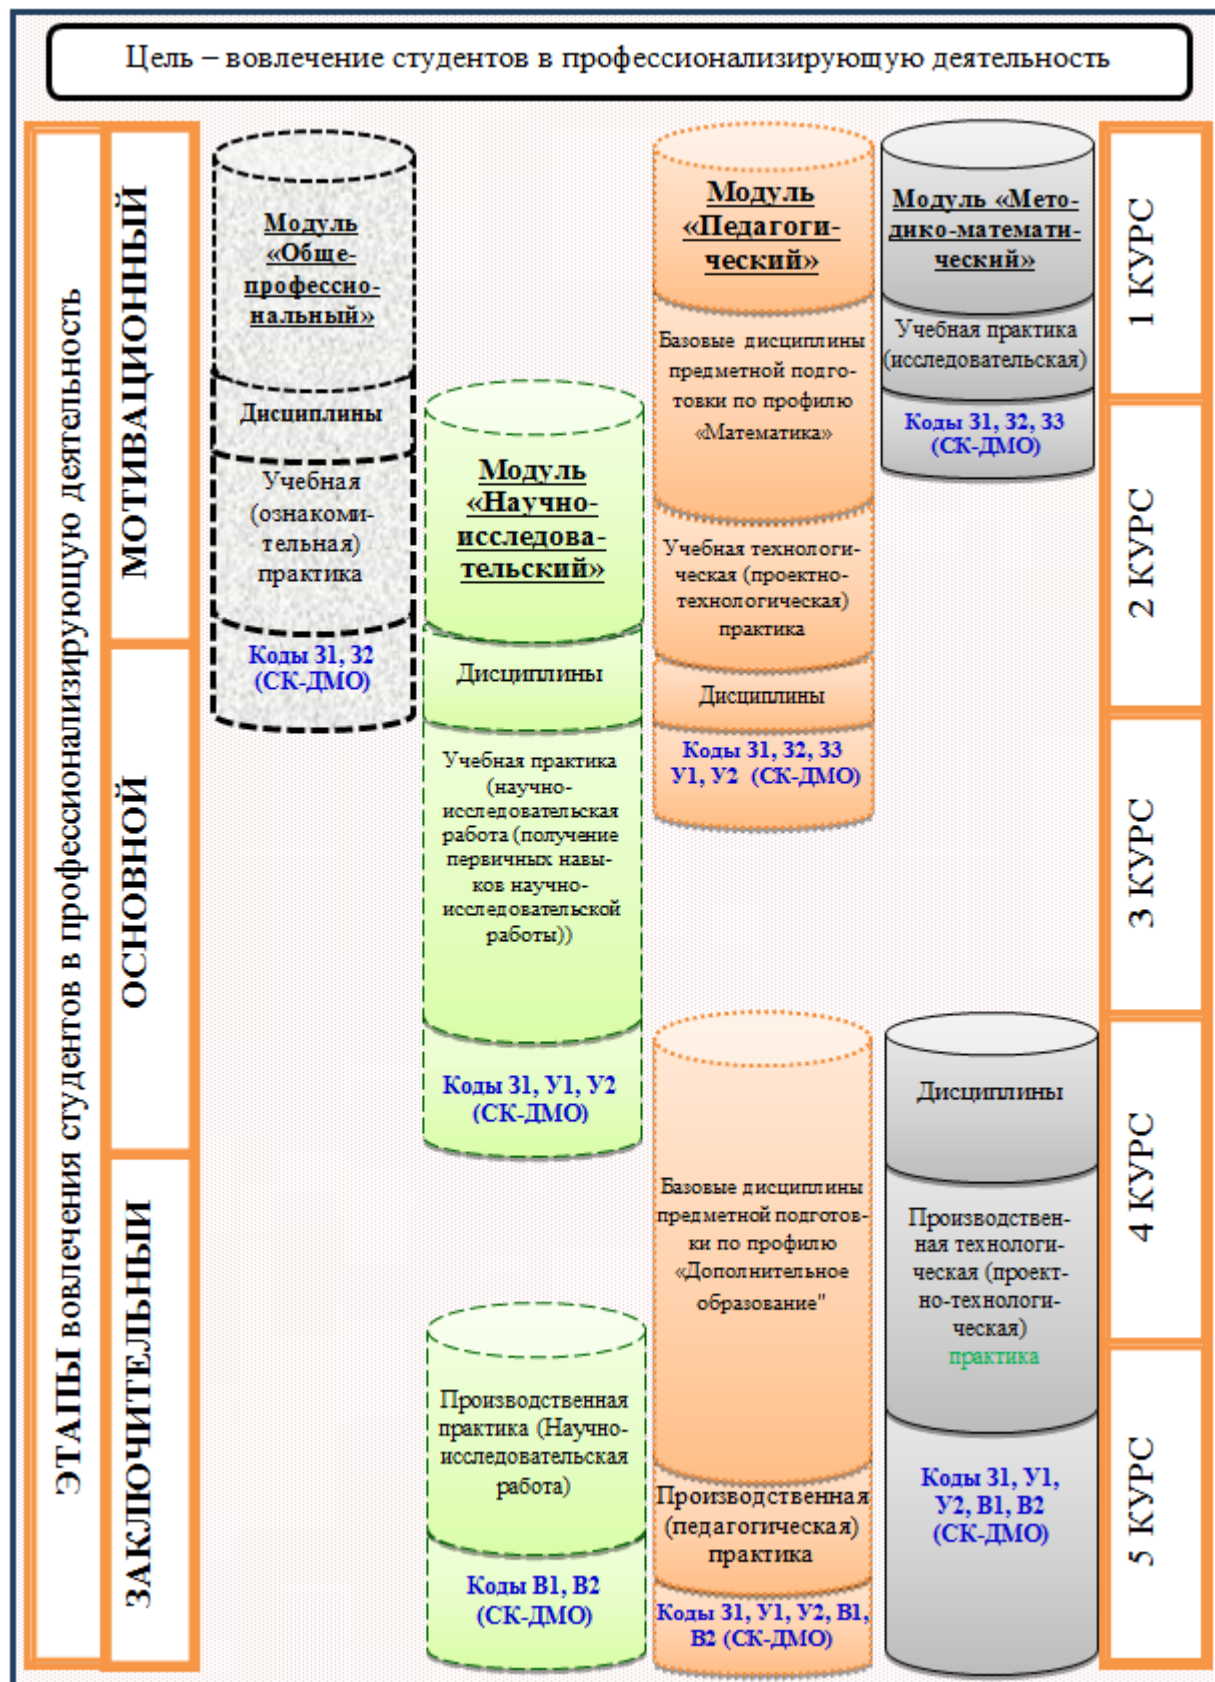 Цель – вовлечение студентов в профессионализирующую деятельность
ЭТАПЫ вовлечения студентов в профессионализирующую деятельность
МОТИВАЦИОННЫЙ
ОСНОВНОЙ
ЗАКЛЮЧИТЕЛЬНЫЙ
Модуль
«Обще-
профессио-
нальный»
Дисциплины
Учебная
(ознакоми-
тельная)
практика
Коды З1, З2
(СК-ДМО)
Модуль
«Научно-
исследова-
тельский»
Дисциплины
Учебная практика
(научно-
исследовательская
работа (получение
первичных навы-
ков научно-
исследовательской
работы))
Коды З1, У1, У2
(СК-ДМО)
Производственная
практика (Научно-
исследовательская
работа)
Коды В1, В2
(СК-ДМО)
Модуль
«Педагоги-
ческий»
Базовые дисциплины
предметной подго-
товки по профилю
«Математика»
Учебная технологи-
ческая (проектно-
технологическая)
практика
Дисциплины
Коды З1, З2, З3
У1, У2 (СК-ДМО)
Базовые дисциплины
предметной подготов-
ки по профилю
«Дополнительное
образование"
Производственная
(педагогическая)
практика
Коды З1, У1, У2, В1,
В2 (СК-ДМО)
Модуль «Мето-
дико-математи-
ческий»
Учебная практика
(исследовательская)
Коды З1, З2, З3
(СК-ДМО)
Дисциплины
Производствен-
ная технологи-
ческая (проект-
но-технологи-
ческая)
практика
Коды З1, У1,
У2, В1, В2
(СК-ДМО)
1 КУРС
2 КУРС
3 КУРС
4 КУРС
5 КУРС